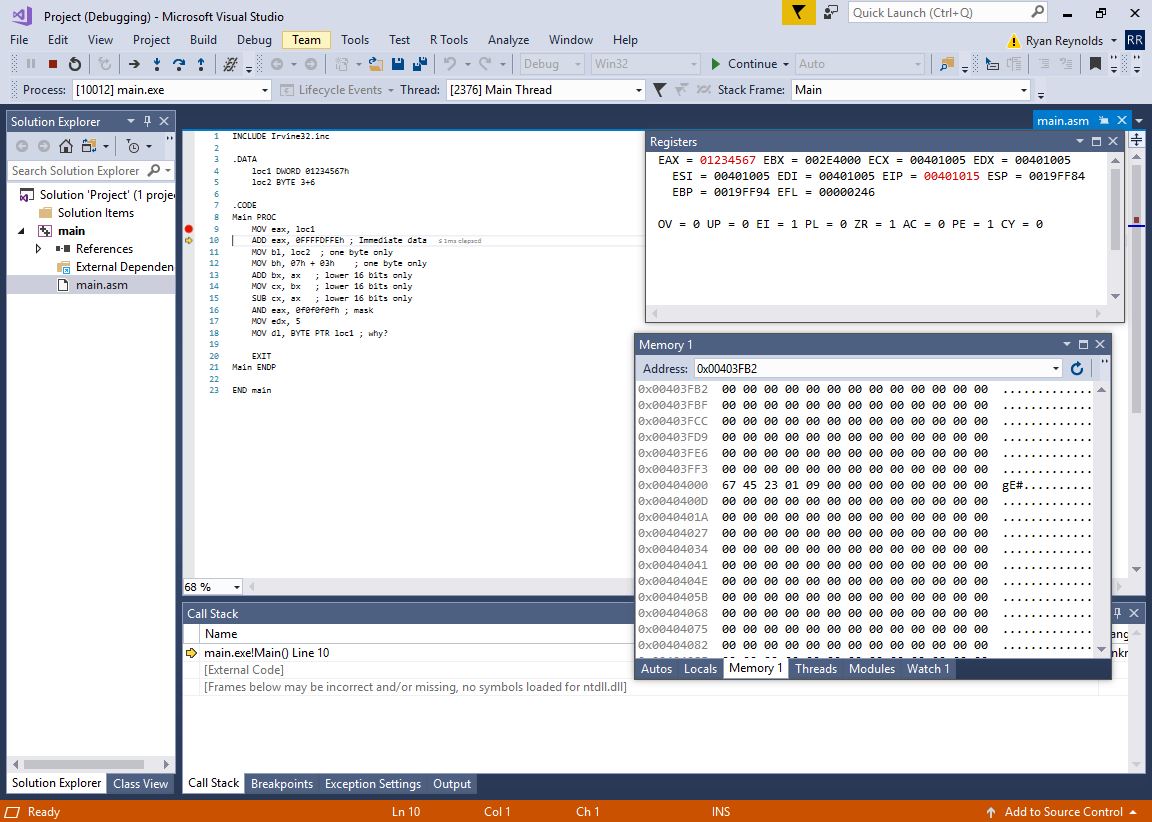 Project (Debugging) - Microsoft Visual Studio
Quick Launch (Ctrl+Q)
File Edit View Project Build Debug Team Tools Test R Tools Analyze Window Help
Ryan Reynolds RR
Debug Win32 Continue Auto
Process: [10012] main.exe Lifecycle Events Thread: [2376] Main Thread Stack Frame: Main
Solution Explorer
Search Solution Explorer
Solution 'Project' (1 proje
Solution Items
main
References
External Dependen
main.asm
Solution Explorer Class View
main.asm
1 INCLUDE Irvine32.inc
2
3 .DATA
4 loc1 DWORD 01234567h
5 loc2 BYTE 3+6
6
7 .CODE
8 Main PROC
9 MOV eax, loc1
10 ADD eax, 0FFFFDFFEh ; Immediate data ≤ 1ms elapsed
11 MOV bl, loc2 ; one byte only
12 MOV bh, 07h + 03h ; one byte only
13 ADD bx, ax ; lower 16 bits only
14 MOV cx, bx ; lower 16 bits only
15 SUB cx, ax ; lower 16 bits only
16 AND eax, 0f0f0f0fh ; mask
17 MOV edx, 5
18 MOV dl, BYTE PTR loc1 ; why?
19
20 EXIT
21 Main ENDP
22
23 END main
68 %
Registers
EAX = 01234567 EBX = 002E4000 ECX = 00401005 EDX = 00401005
ESI = 00401005 EDI = 00401005 EIP = 00401015 ESP = 0019FF84
EBP = 0019FF94 EFL = 00000246
OV = 0 UP = 0 EI = 1 PL = 0 ZR = 1 AC = 0 PE = 1 CY = 0
Memory 1
Address: 0x00403FB2
0x00403FB2 00 00 00 00 00 00 00 00 00 00 00 00 00 .............
0x00403FBF 00 00 00 00 00 00 00 00 00 00 00 00 00 .............
0x00403FCC 00 00 00 00 00 00 00 00 00 00 00 00 00 .............
0x00403FD9 00 00 00 00 00 00 00 00 00 00 00 00 00 .............
0x00403FE6 00 00 00 00 00 00 00 00 00 00 00 00 00 .............
0x00403FF3 00 00 00 00 00 00 00 00 00 00 00 00 00 .............
0x00404000 67 45 23 01 09 00 00 00 00 00 00 00 00 gE#..........
0x0040400D 00 00 00 00 00 00 00 00 00 00 00 00 00 .............
0x0040401A 00 00 00 00 00 00 00 00 00 00 00 00 00 .............
0x00404027 00 00 00 00 00 00 00 00 00 00 00 00 00 .............
0x00404034 00 00 00 00 00 00 00 00 00 00 00 00 00 .............
0x00404041 00 00 00 00 00 00 00 00 00 00 00 00 00 .............
0x0040404E 00 00 00 00 00 00 00 00 00 00 00 00 00 .............
0x0040405B 00 00 00 00 00 00 00 00 00 00 00 00 00 .............
0x00404068 00 00 00 00 00 00 00 00 00 00 00 00 00 .............
0x00404075 00 00 00 00 00 00 00 00 00 00 00 00 00 .............
0x00404082 00 00 00 00 00 00 00 00 00 00 00 00 00 .............
Autos Locals Memory 1 Threads Modules Watch 1
Call Stack
Name
ang
main.exe!Main() Line 10
nkr
[External Code]
[Frames below may be incorrect and/or missing, no symbols loaded for ntdll.dll]
Call Stack Breakpoints Exception Settings Output
Ready Ln 10 Col 1 Ch 1 INS Add to Source Control